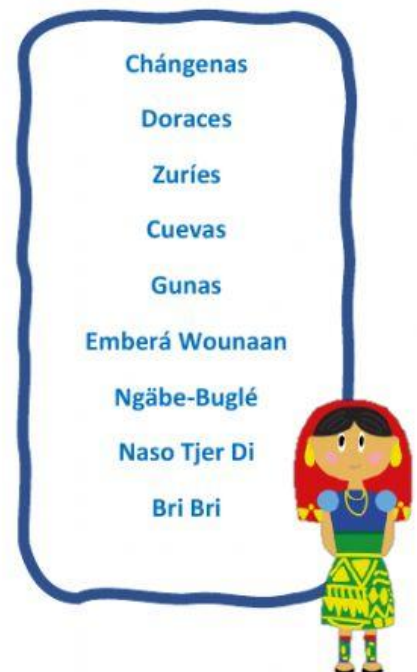 Chángenas
Doraces
Zuríes
Cuevas
Gunas
Emberá Wounaan
Ngäbe-Buglé
Naso Tjer Di
Bri Bri